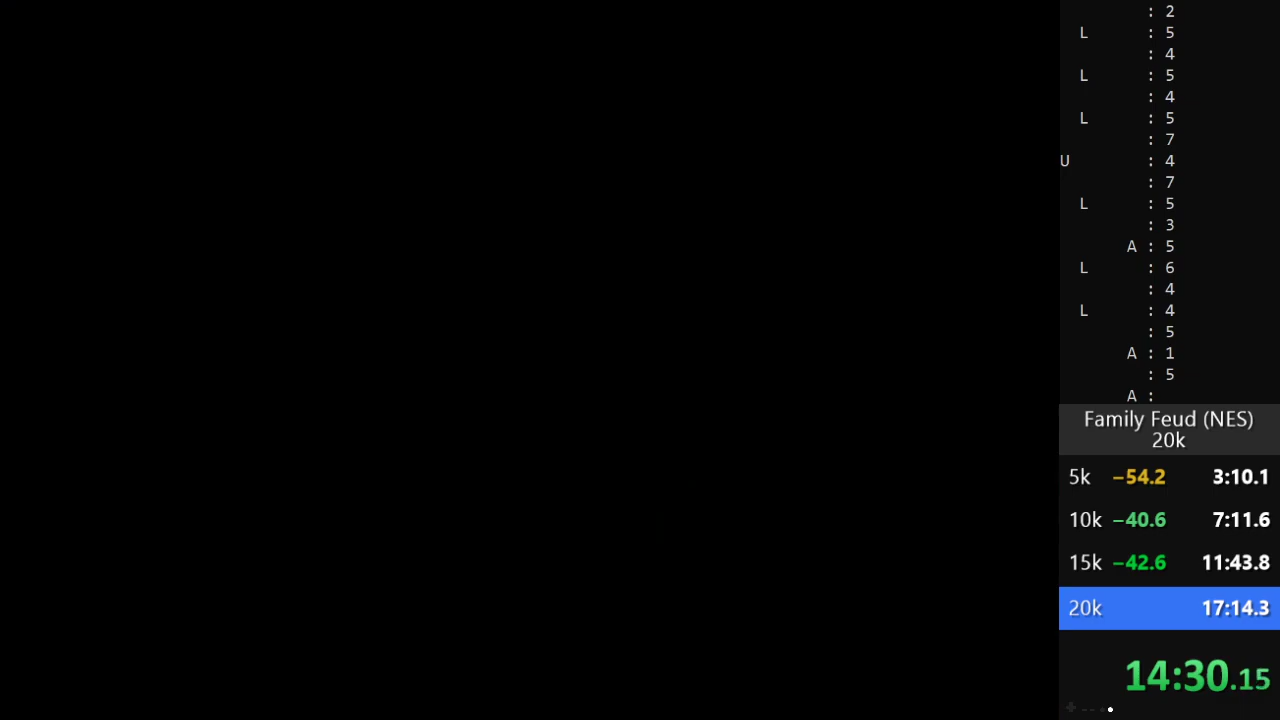 : 2
L : 5
: 4
L : 5
: 4
L : 5
: 7
U : 4
: 7
L : 5
: 3
A : 5
L : 6
: 4
L : 4
: 5
A : 1
: 5
A :
Family Feud (NES)
20k
5k −54.2 3:10.1
10k −40.6 7:11.6
15k −42.6 11:43.8
20k 17:14.3
14:30.15